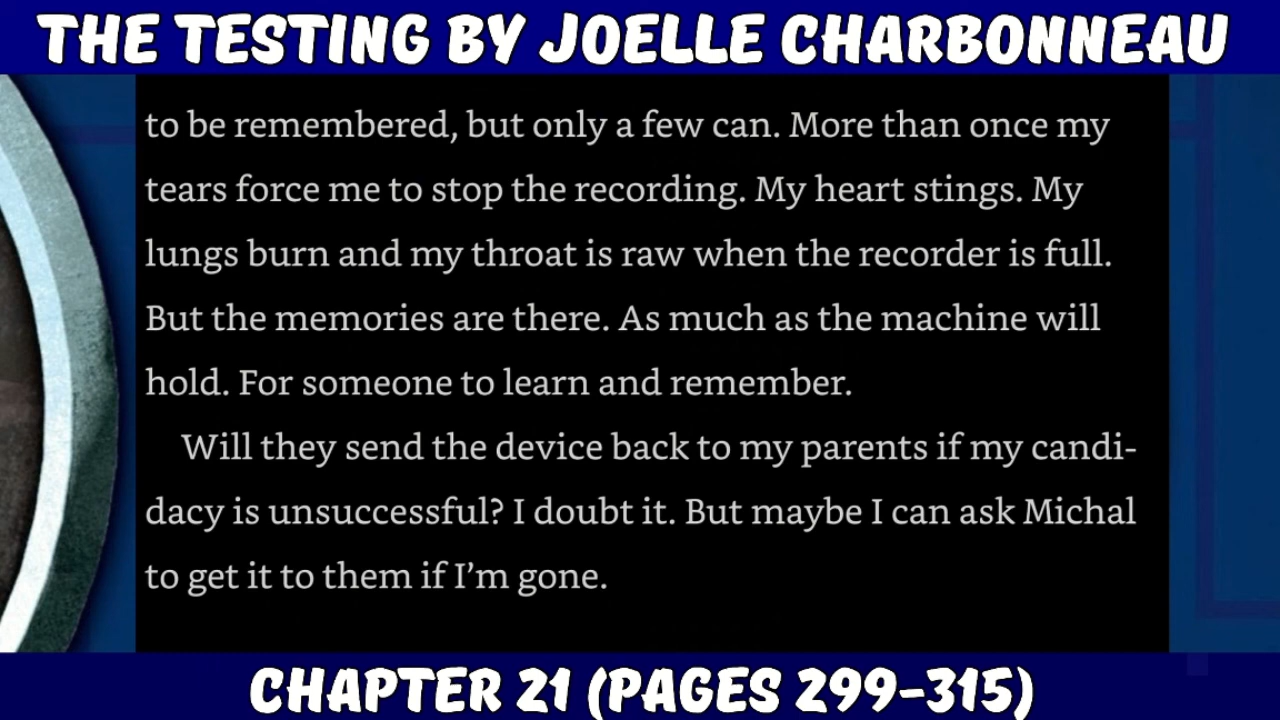 THE TESTING BY JOELLE CHARBONNEAU
to be remembered, but only a few can. More than once my
tears force me to stop the recording. My heart stings. My
lungs burn and my throat is raw when the recorder is full.
But the memories are there. As much as the machine will
hold. For someone to learn and remember.
Will they send the device back to my parents if my candi-
dacy is unsuccessful? I doubt it. But maybe I can ask Michal
to get it to them if I’m gone.
CHAPTER 21 (PAGES 299-315)